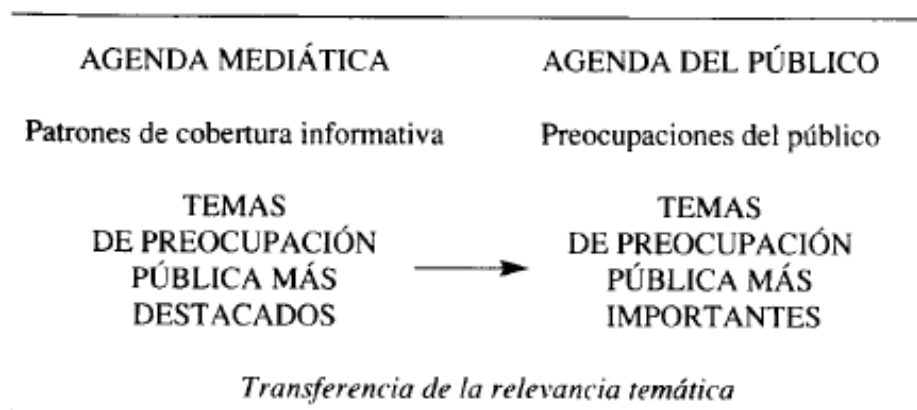 AGENDA MEDIÁTICA
AGENDA DEL PÚBLICO
Patrones de cobertura informativa
Preocupaciones del público
TEMAS
DE PREOCUPACIÓN
PÚBLICA MÁS
DESTACADOS
TEMAS
DE PREOCUPACIÓN
PÚBLICA MÁS
IMPORTANTES
Transferencia de la relevancia temática